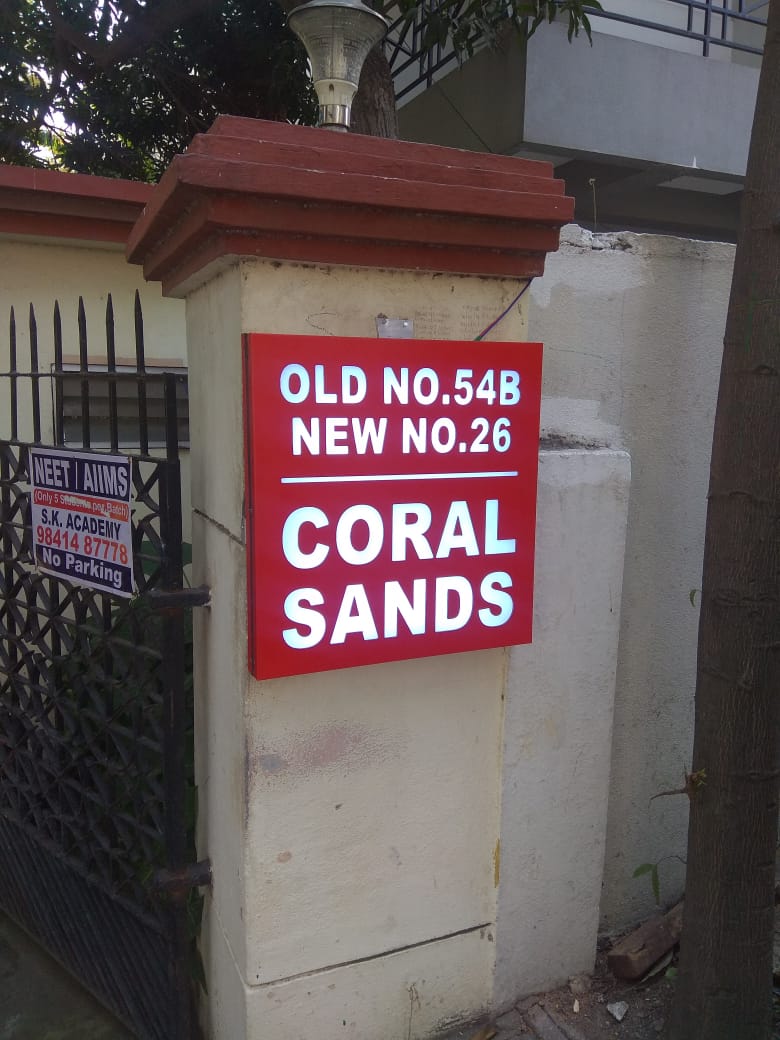 OLD NO.54B
NEW NO.26
CORAL
SANDS
NEET | AIIMS
(Only 5 Students per Batch)
S.K. ACADEMY
98414 87778
No Parking